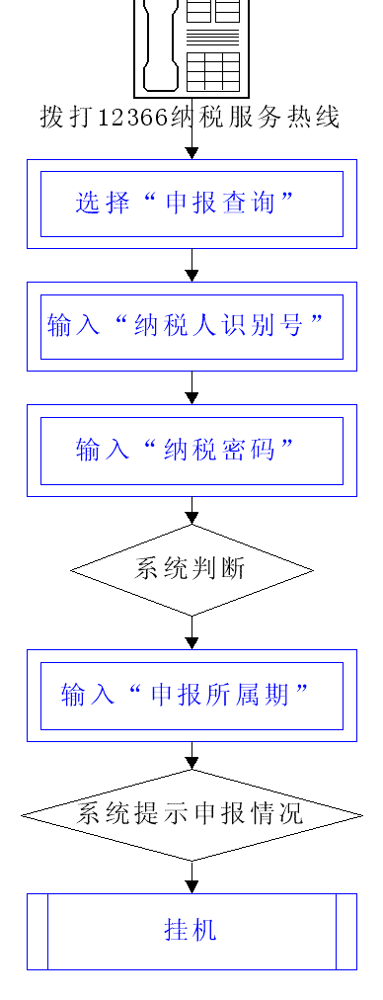 拨打12366纳税服务热线
选择“申报查询”
输入“纳税人识别号”
输入“纳税密码”
系统判断
输入“申报所属期”
系统提示申报情况
挂机